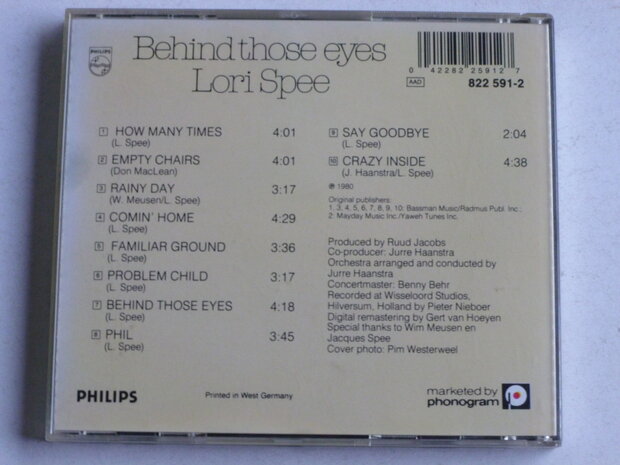 PHILIPS
Behind those eyes
Lori Spee
0 42282 25912 7
AAD 822 591-2
1 HOW MANY TIMES 4:01
(L. Spee)
2 EMPTY CHAIRS 4:01
(Don MacLean)
3 RAINY DAY 3:17
(W. Meusen/L. Spee)
4 COMIN' HOME 4:29
(L. Spee)
5 FAMILIAR GROUND 3:36
(L. Spee)
6 PROBLEM CHILD 3:17
(L. Spee)
7 BEHIND THOSE EYES 4:18
(L. Spee)
8 PHIL 3:45
(L. Spee)
9 SAY GOODBYE 2:04
(L. Spee)
10 CRAZY INSIDE 4:38
(J. Haanstra/L. Spee)
℗ 1980
Original publishers:
1, 3, 4, 5, 6, 7, 8, 9, 10: Bassman Music/Radmus Publ. Inc.;
2 Mayday Music Inc./Yaweh Tunes Inc.
Produced by Ruud Jacobs
Co-producer: Jurre Haanstra
Orchestra arranged and conducted by
Jurre Haanstra
Concertmaster: Benny Behr
Recorded at Wisseloord Studios,
Hilversum, Holland by Pieter Nieboer
Digital remastering by Gert van Hoeyen
Special thanks to Wim Meusen en
Jacques Spee
Cover photo: Pim Westerweel
PHILIPS
Printed in West Germany
marketed by
phonogram